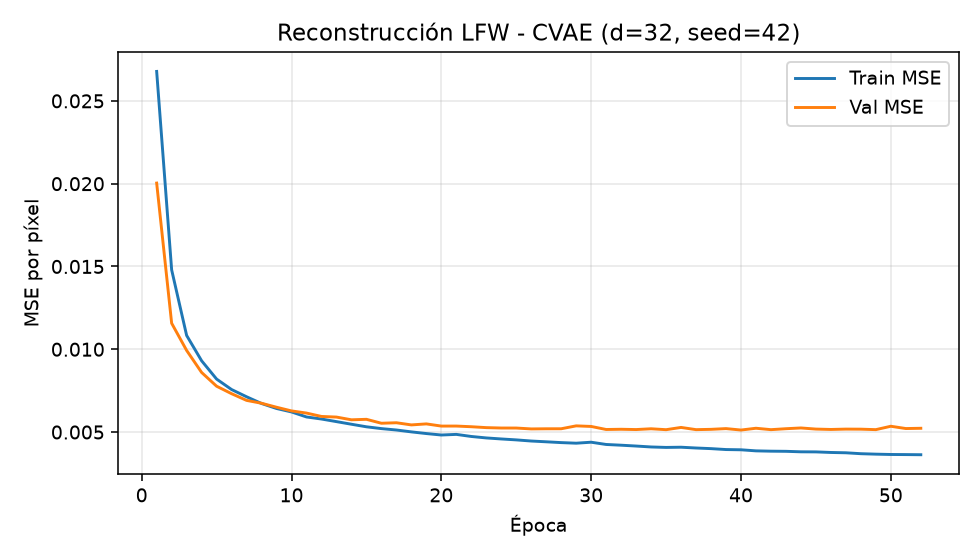 Reconstrucción LFW - CVAE (d=32, seed=42)
Train MSE
Val MSE
MSE por píxel
0.025
0.020
0.015
0.010
0.005
0 10 20 30 40 50
Época